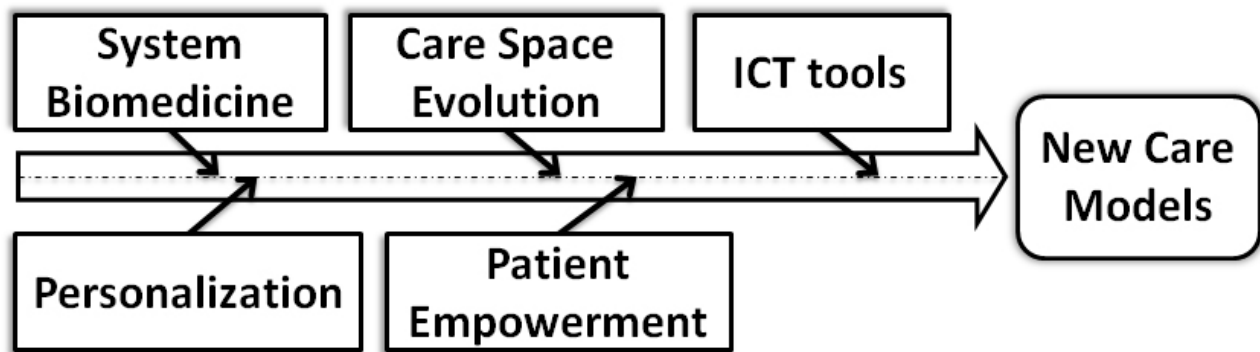 System
Biomedicine
Care Space
Evolution
ICT tools
New Care
Models
Personalization
Patient
Empowerment